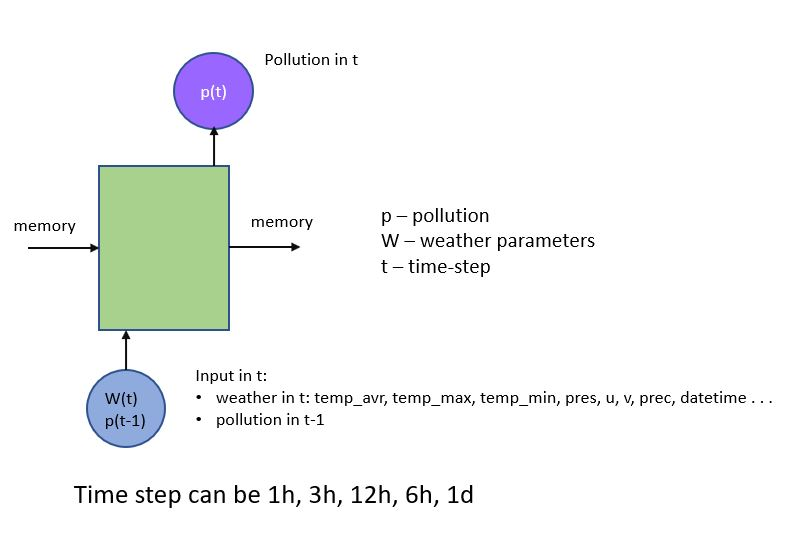 Pollution in t
p(t)
memory
memory
p – pollution
W – weather parameters
t – time-step
W(t)
p(t-1)
Input in t:
• weather in t: temp_avr, temp_max, temp_min, pres, u, v, prec, datetime . . .
• pollution in t-1
Time step can be 1h, 3h, 12h, 6h, 1d